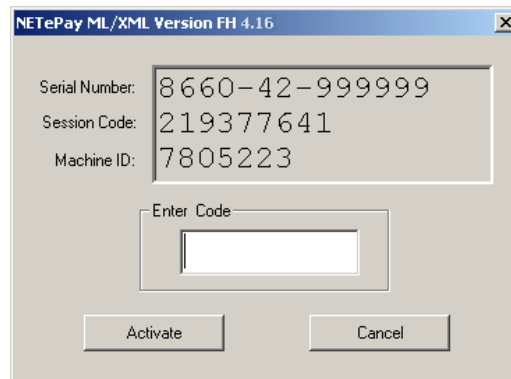 NETePay ML/XML Version FH 4.16
Serial Number: 8660-42-999999
Session Code: 219377641
Machine ID: 7805223
Enter Code
Activate Cancel